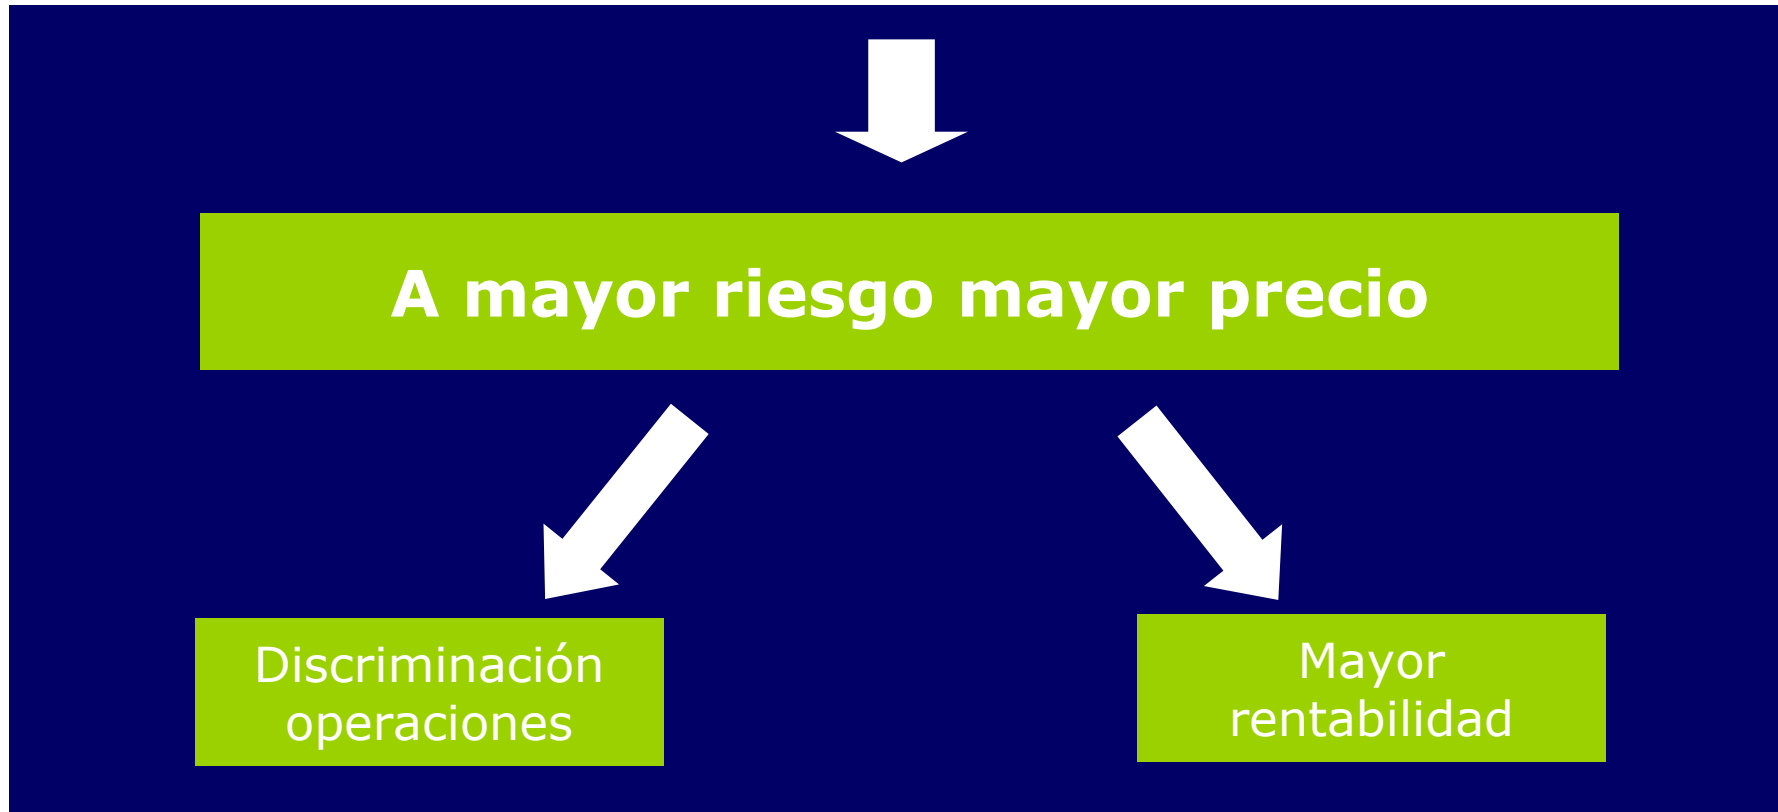 A mayor riesgo mayor precio
Discriminación
operaciones
Mayor
rentabilidad